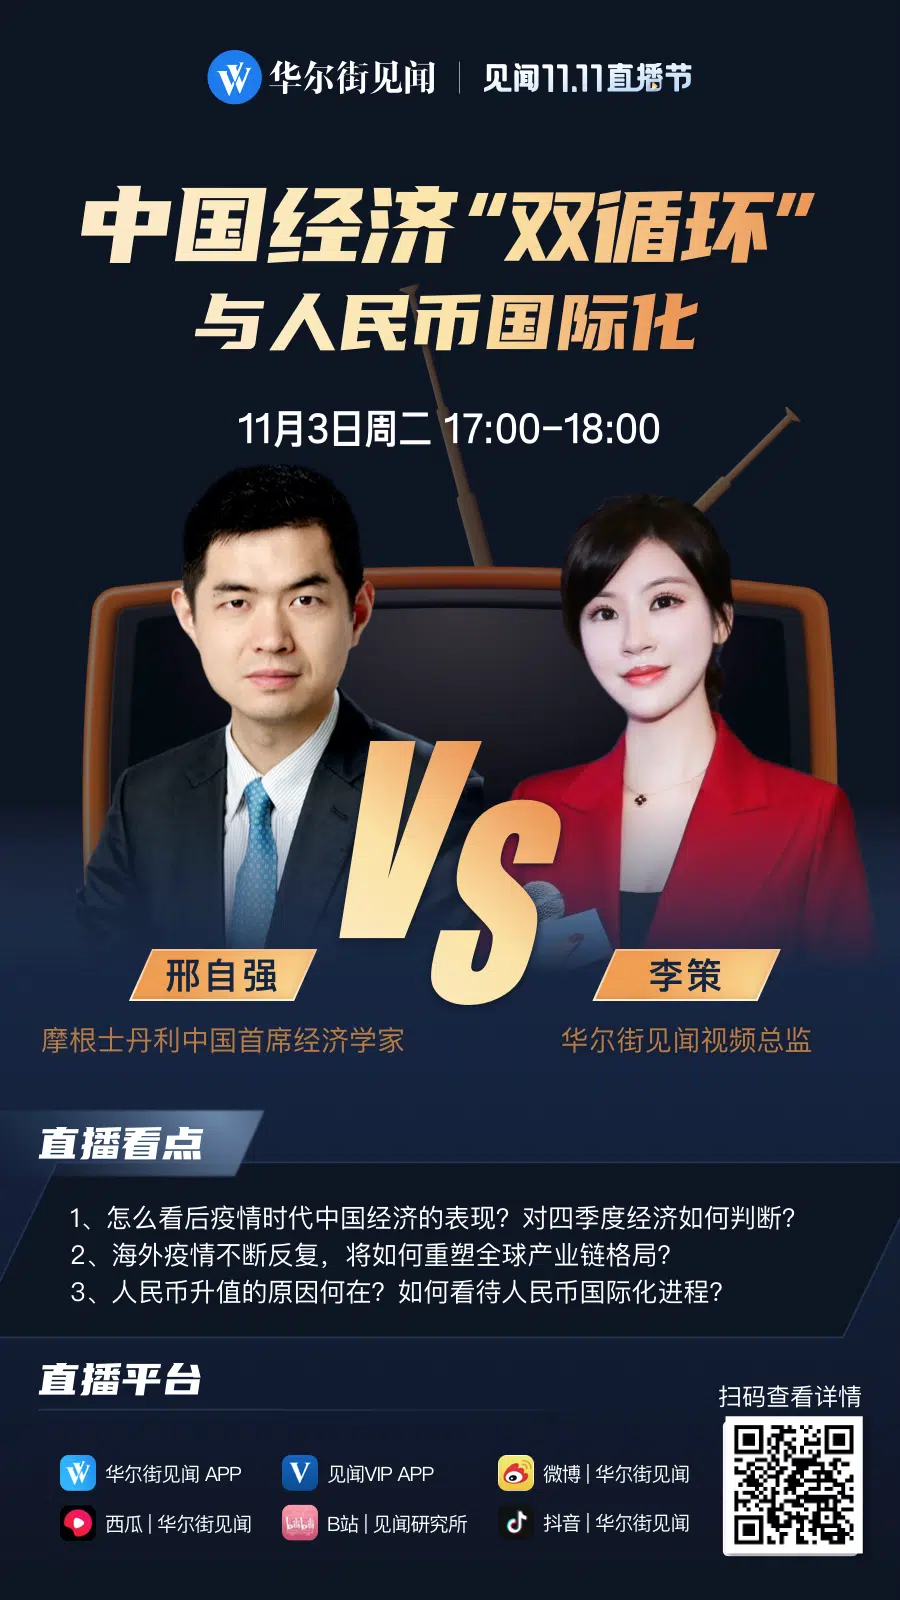 华尔街见闻 | 见闻11.11直播节
中国经济“双循环”
与人民币国际化
11月3日周二 17:00-18:00
VS
邢自强
李策
摩根士丹利中国首席经济学家
华尔街见闻视频总监
直播看点
1、怎么看后疫情时代中国经济的表现？对四季度经济如何判断？
2、海外疫情不断反复，将如何重塑全球产业链格局？
3、人民币升值的原因何在？如何看待人民币国际化进程？
直播平台
扫码查看详情
华尔街见闻 APP
见闻VIP APP
微博 | 华尔街见闻
西瓜 | 华尔街见闻
bilibili
B站 | 见闻研究所
抖音 | 华尔街见闻